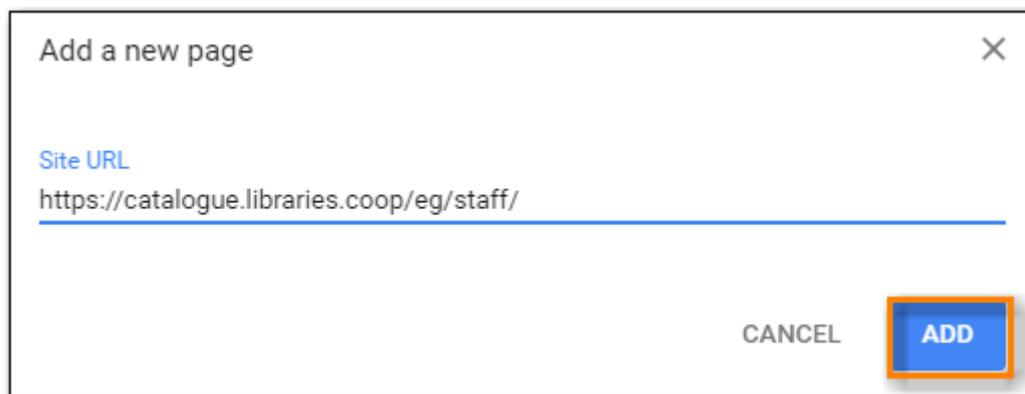 Add a new page
Site URL
https://catalogue.libraries.coop/eg/staff/
CANCEL ADD